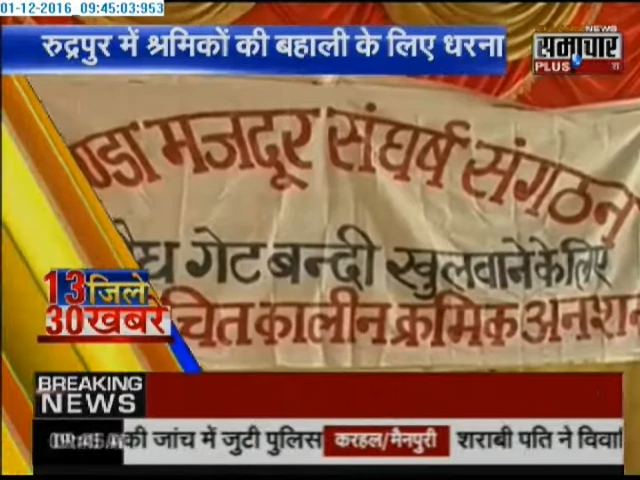 01-12-2016 09:45:03:953
रुद्रपुर में श्रमिकों की बहाली के लिए धरना
NEWS
समाचार
PLUS
मजदूर संघर्ष संगठन
गेट बन्दी खुलवाने के लिए
कालीन क्रमिक अनशन
13 जिले
30 खबर
BREAKING
NEWS
की जांच में जुटी पुलिस करहल/मैनपुरी शराबी पति ने